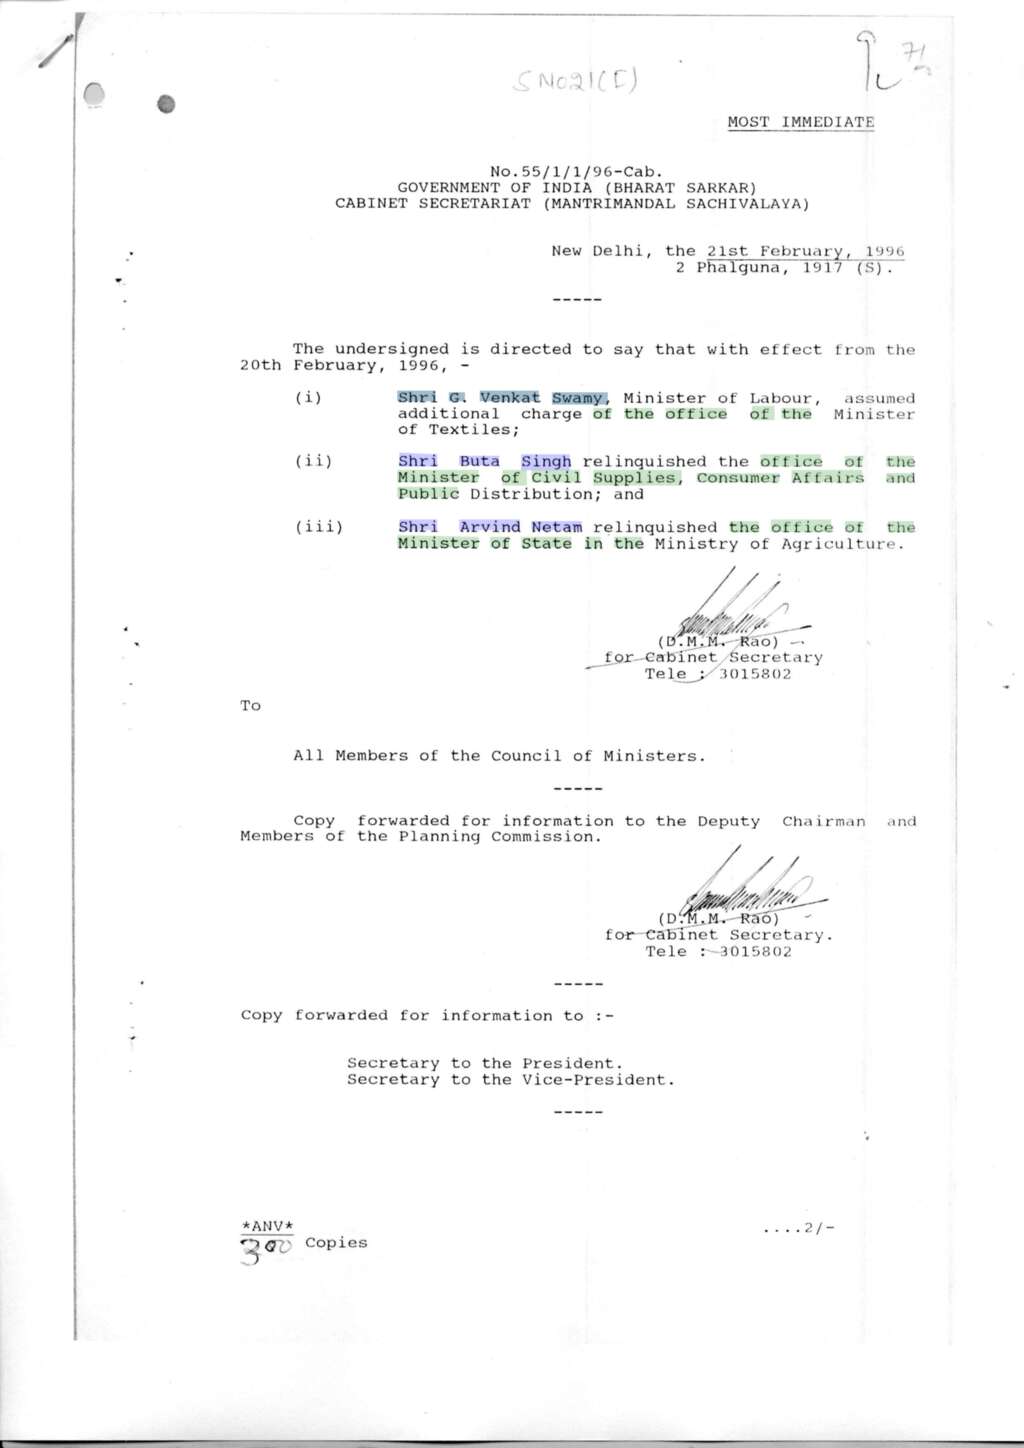 SNo21(I)
71
MOST IMMEDIATE
No.55/1/1/96-Cab.
GOVERNMENT OF INDIA (BHARAT SARKAR)
CABINET SECRETARIAT (MANTRIMANDAL SACHIVALAYA)
New Delhi, the 21st February, 1996
2 Phalguna, 1917 (S).
-----
The undersigned is directed to say that with effect from the
20th February, 1996, -
(i) Shri G. Venkat Swamy, Minister of Labour, assumed
additional charge of the office of the Minister
of Textiles;
(ii) Shri Buta Singh relinquished the office of the
Minister of Civil Supplies, Consumer Affairs and
Public Distribution; and
(iii) Shri Arvind Netam relinquished the office of the
Minister of State in the Ministry of Agriculture.
(D.M.M. Rao)
for Cabinet Secretary
Tele : 3015802
To
All Members of the Council of Ministers.
-----
Copy forwarded for information to the Deputy Chairman and
Members of the Planning Commission.
(D.M.M. Rao)
for Cabinet Secretary.
Tele : 3015802
-----
Copy forwarded for information to :-
Secretary to the President.
Secretary to the Vice-President.
-----
*ANV*
300 Copies
....2/-